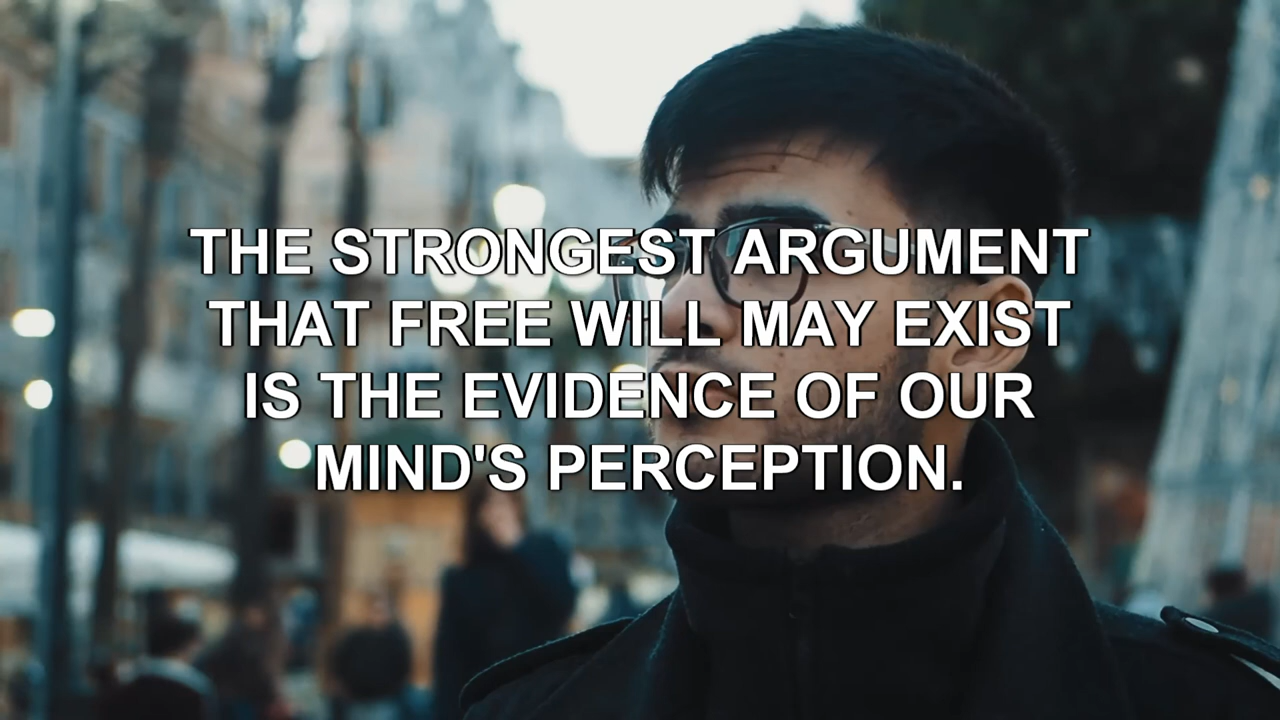 THE STRONGEST ARGUMENT
THAT FREE WILL MAY EXIST
IS THE EVIDENCE OF OUR
MIND'S PERCEPTION.